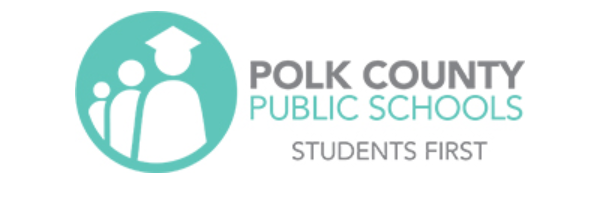 POLK COUNTY
PUBLIC SCHOOLS
STUDENTS FIRST